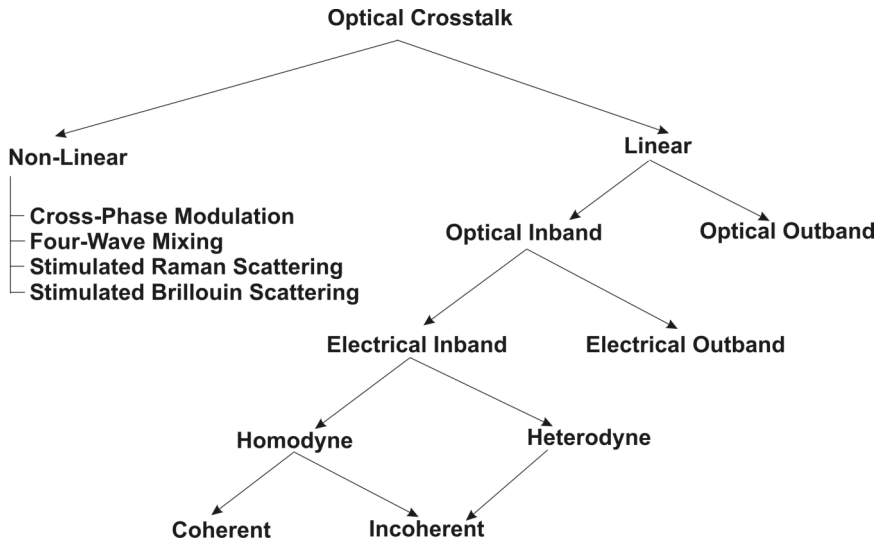 Optical Crosstalk
Non-Linear
Linear
Cross-Phase Modulation
Four-Wave Mixing
Stimulated Raman Scattering
Stimulated Brillouin Scattering
Optical Inband
Optical Outband
Electrical Inband
Electrical Outband
Homodyne
Heterodyne
Coherent
Incoherent